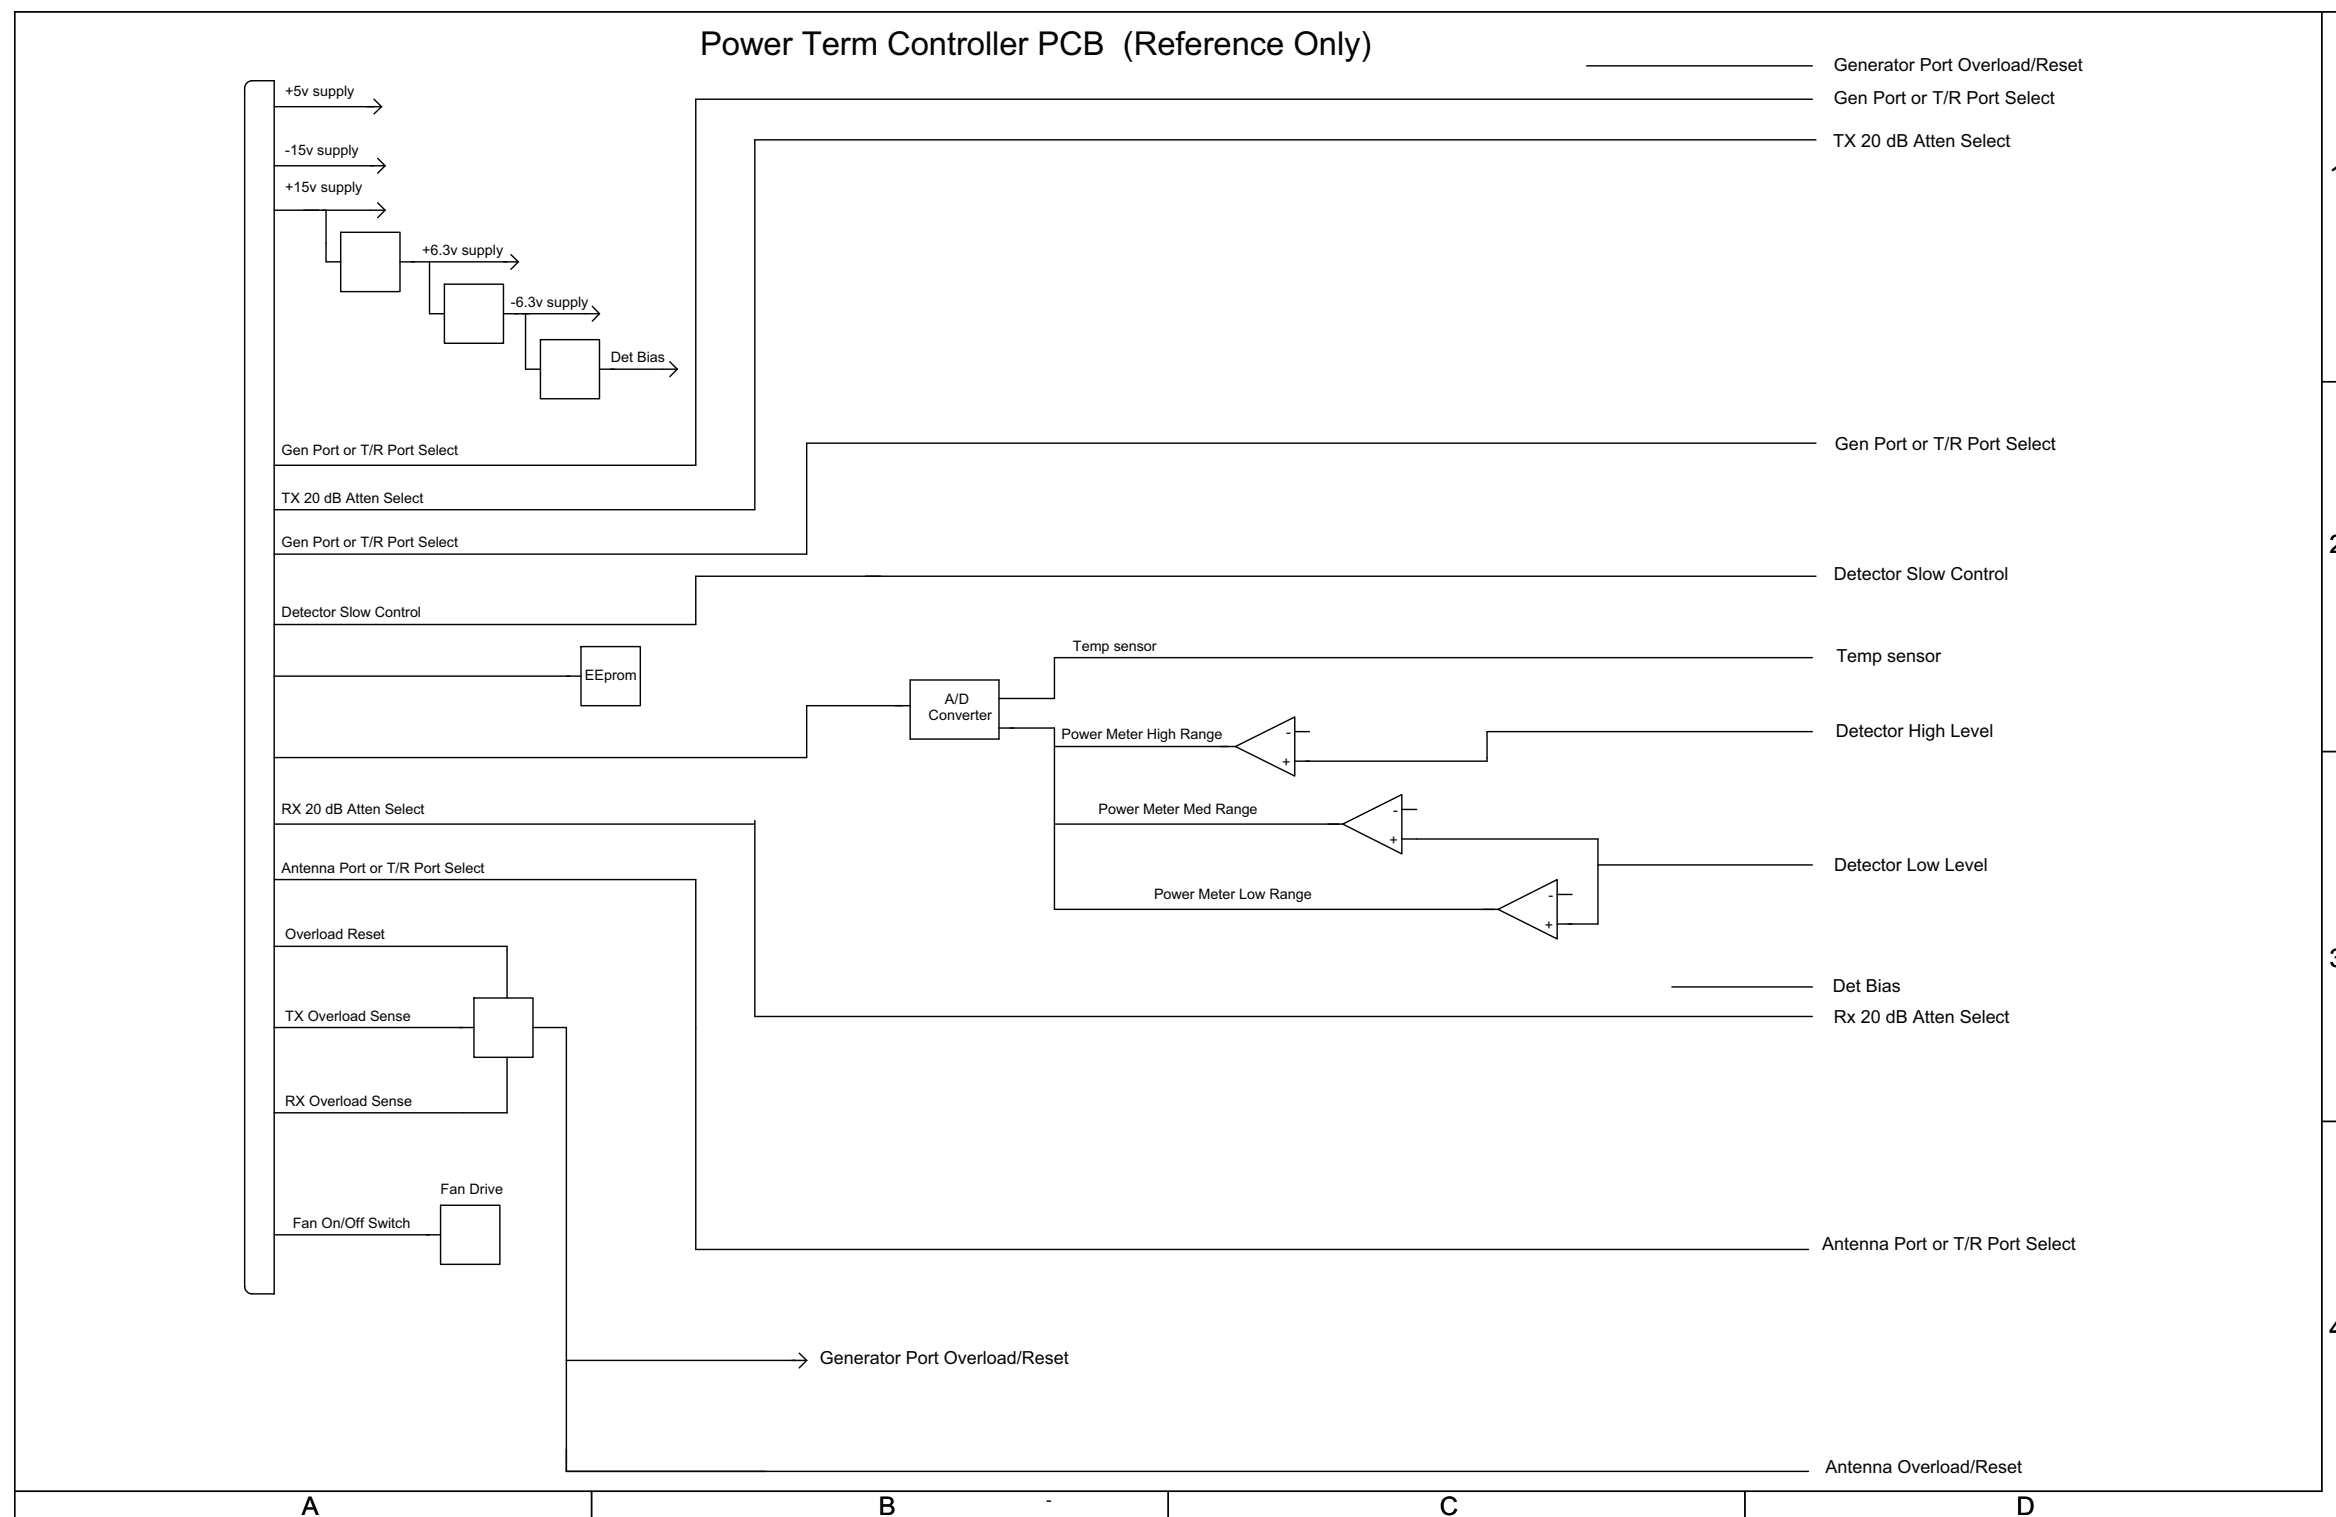 Power Term Controller PCB (Reference Only)
Generator Port Overload/Reset
+5v supply
Gen Port or T/R Port Select
TX 20 dB Atten Select
-15v supply
+15v supply
+6.3v supply
-6.3v supply
Det Bias
Gen Port or T/R Port Select
Gen Port or T/R Port Select
TX 20 dB Atten Select
Gen Port or T/R Port Select
Detector Slow Control
Detector Slow Control
Temp sensor
Temp sensor
EEprom
A/D
Converter
Detector High Level
Power Meter High Range
-
+
RX 20 dB Atten Select
Power Meter Med Range
-
+
Antenna Port or T/R Port Select
Detector Low Level
Power Meter Low Range
-
+
Overload Reset
Det Bias
TX Overload Sense
Rx 20 dB Atten Select
RX Overload Sense
Fan Drive
Fan On/Off Switch
Antenna Port or T/R Port Select
Generator Port Overload/Reset
Antenna Overload/Reset
A
B
-
C
D